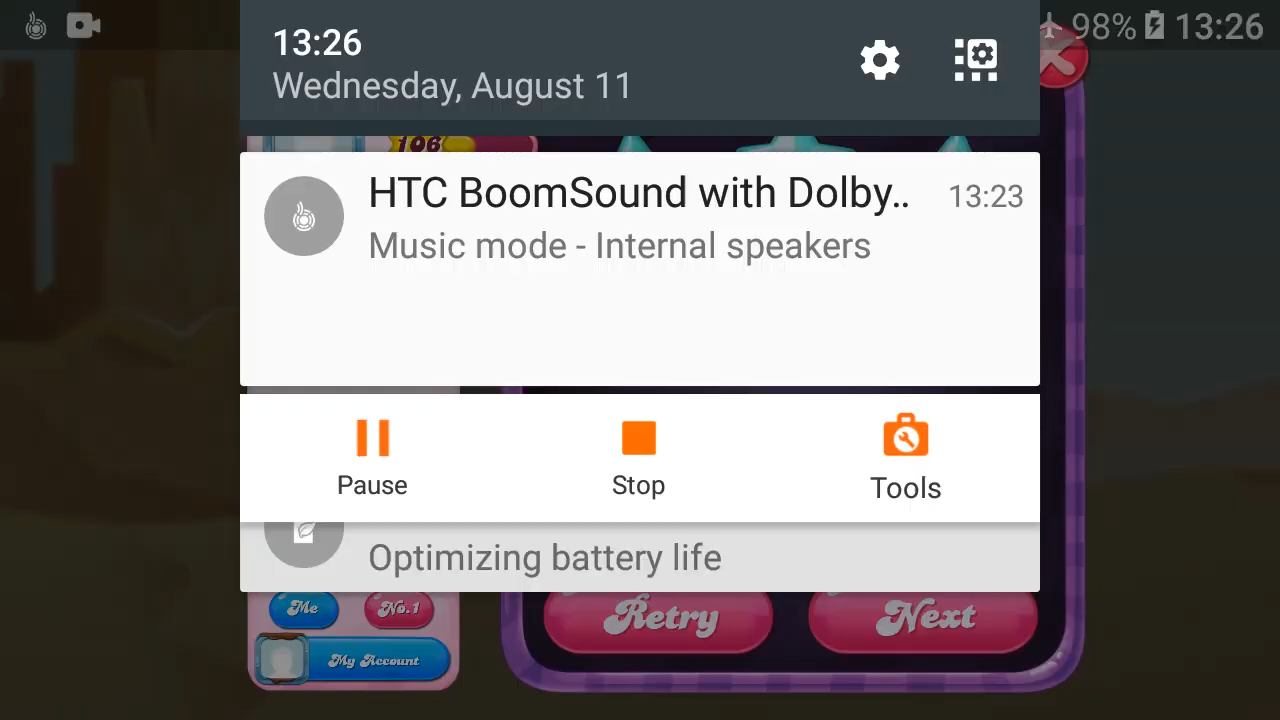 98% 13:26
13:26
Wednesday, August 11
106
HTC BoomSound with Dolby.. 13:23
Music mode - Internal speakers
Pause Stop Tools
Optimizing battery life
Me No.1 Retry Next
My Account